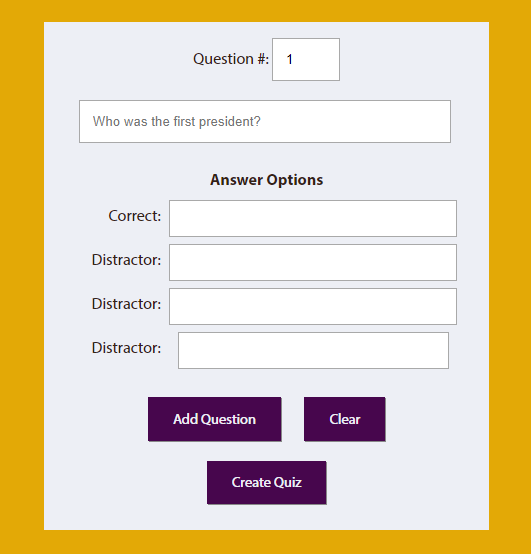 Question #: 1
Who was the first president?
Answer Options
Correct:
Distractor:
Distractor:
Distractor:
Add Question Clear
Create Quiz